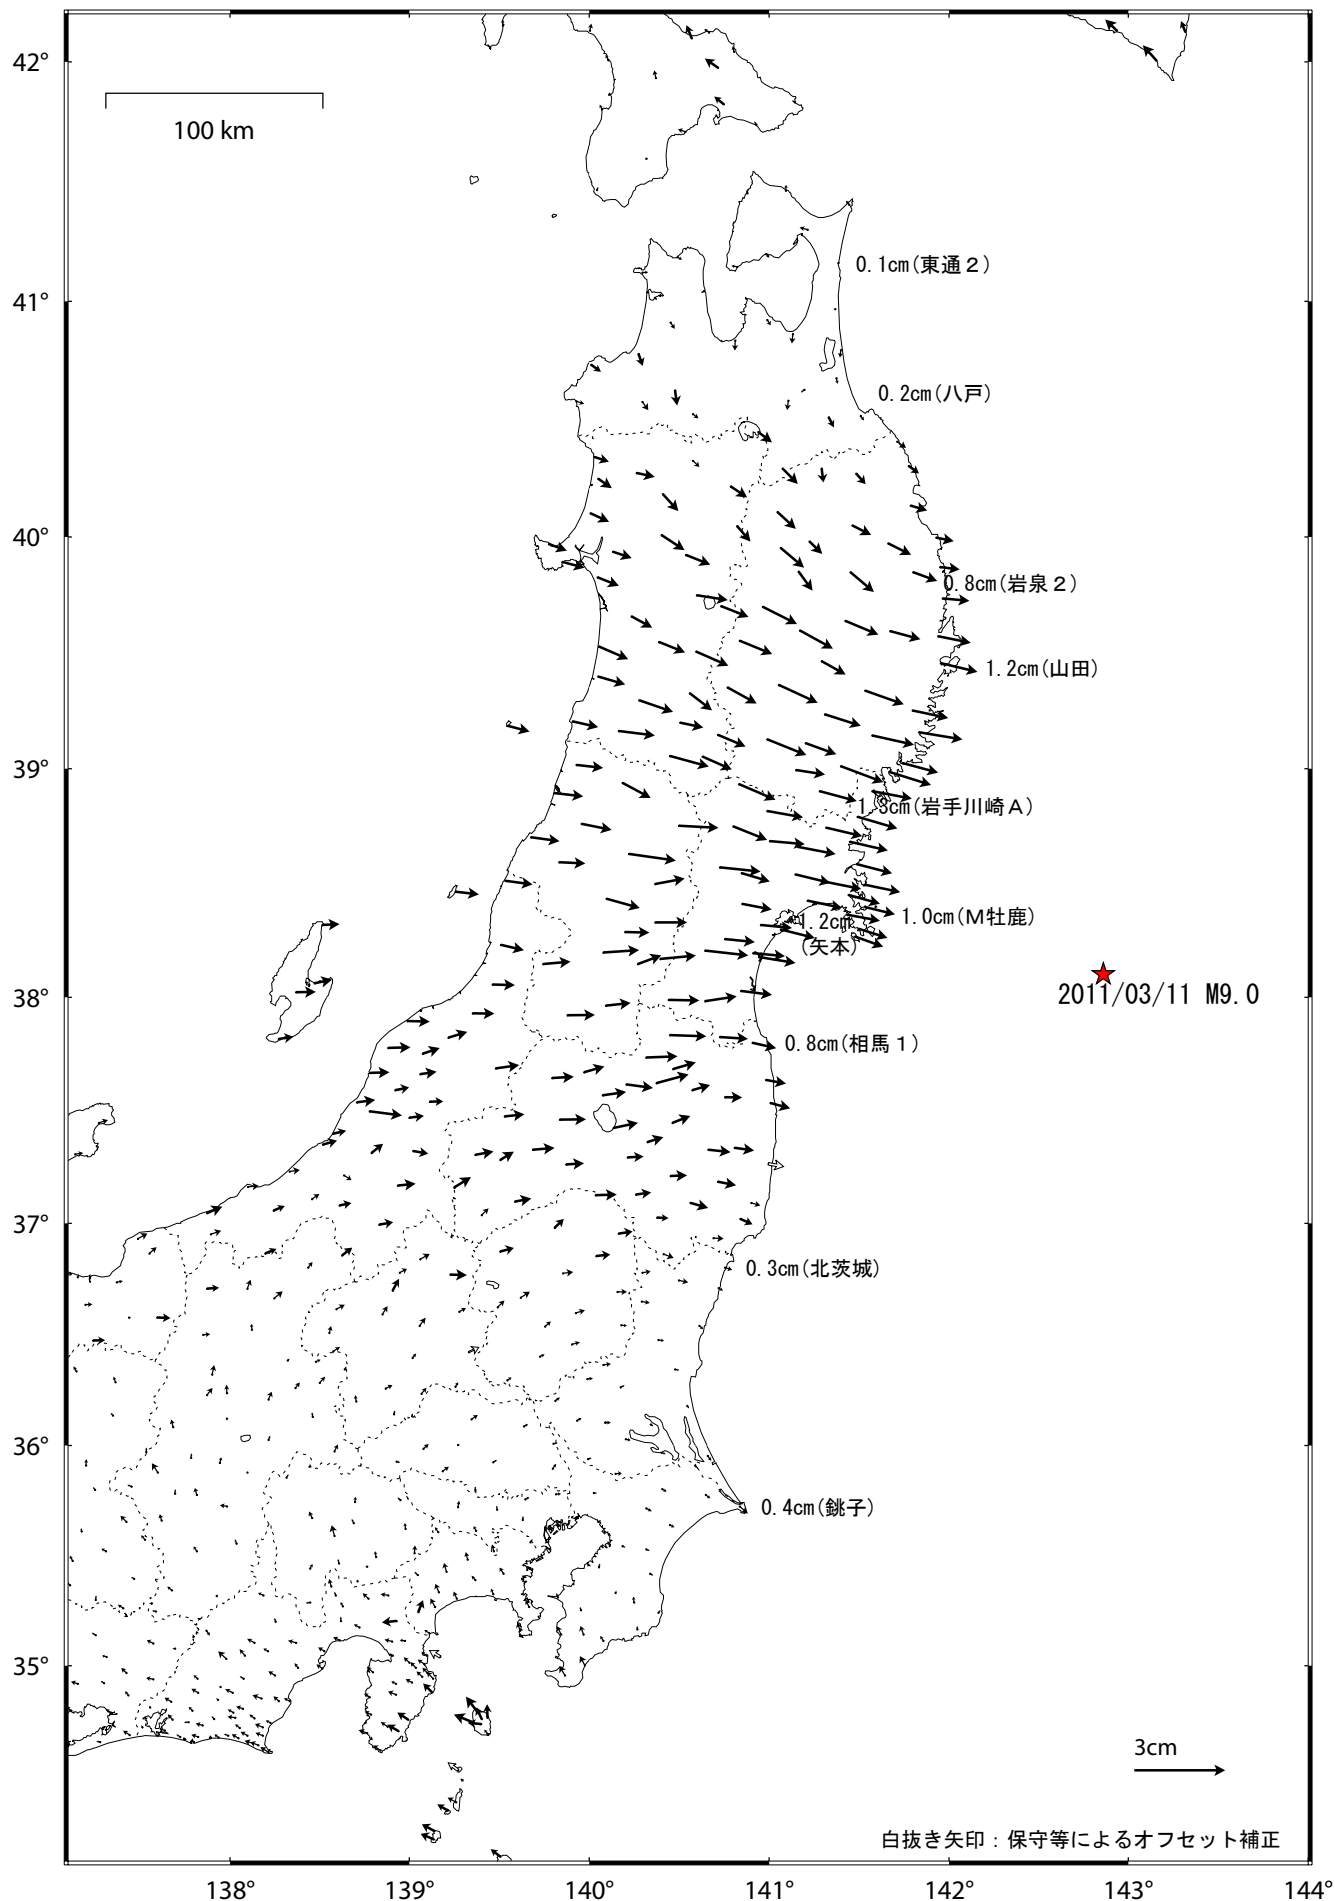 42°
100 km
0.1cm(東通２)
41°
0.2cm(八戸)
40°
0.8cm(岩泉２)
1.2cm(山田)
39°
1.3cm(岩手川崎Ａ)
1.0cm(Ｍ牡鹿)
1.2cm
(矢本)
38°
2011/03/11 M9.0
0.8cm(相馬１)
37°
0.3cm(北茨城)
36°
0.4cm(銚子)
35°
3cm
白抜き矢印：保守等によるオフセット補正
138° 139° 140° 141° 142° 143° 144°